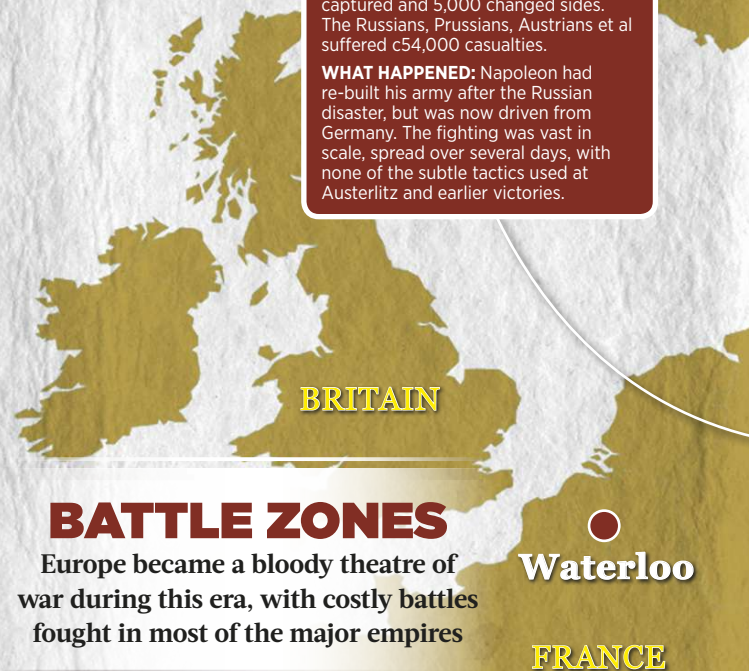 captured and 5,000 changed sides.
The Russians, Prussians, Austrians et al
suffered c54,000 casualties.
WHAT HAPPENED: Napoleon had
re-built his army after the Russian
disaster, but was now driven from
Germany. The fighting was vast in
scale, spread over several days, with
none of the subtle tactics used at
Austerlitz and earlier victories.
BRITAIN
BATTLE ZONES
Europe became a bloody theatre of
war during this era, with costly battles
fought in most of the major empires
Waterloo
FRANCE